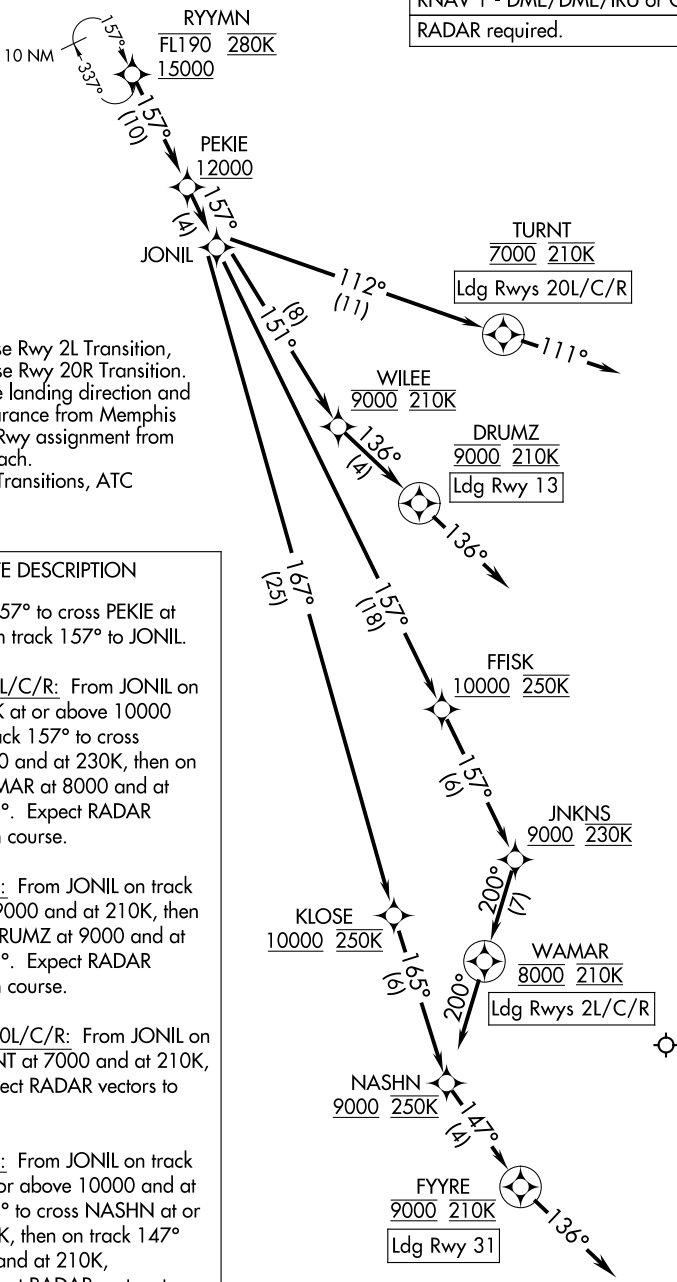 RNAV 1 - DME/DME/IRU or
RADAR required.
RYYMN
FL190 280K
15000
10 NM
157°
337°
157°
(10)
PEKIE
12000
157°
(4)
JONIL
TURNT
7000 210K
Ldg Rwys 20L/C/R
112°
(11)
111°
(8)
151°
WILEE
9000 210K
136°
(4)
DRUMZ
9000 210K
Ldg Rwy 13
136°
se Rwy 2L Transition,
se Rwy 20R Transition.
e landing direction and
arance from Memphis
Rwy assignment from
ach.
Transitions, ATC
167°
(25)
157°
(18)
FFISK
10000 250K
157°
(6)
JNKNS
9000 230K
200°
(7)
KLOSE
10000 250K
165°
(6)
WAMAR
8000 210K
Ldg Rwys 2L/C/R
200°
NASHN
9000 250K
147°
(4)
FYYRE
9000 210K
Ldg Rwy 31
136°
TE DESCRIPTION
57° to cross PEKIE at
n track 157° to JONIL.
L/C/R: From JONIL on
K at or above 10000
ack 157° to cross
0 and at 230K, then on
MAR at 8000 and at
°. Expect RADAR
n course.
: From JONIL on track
9000 and at 210K, then
DRUMZ at 9000 and at
°. Expect RADAR
n course.
0L/C/R: From JONIL on
NT at 7000 and at 210K,
ect RADAR vectors to
: From JONIL on track
or above 10000 and at
° to cross NASHN at or
K, then on track 147°
and at 210K,